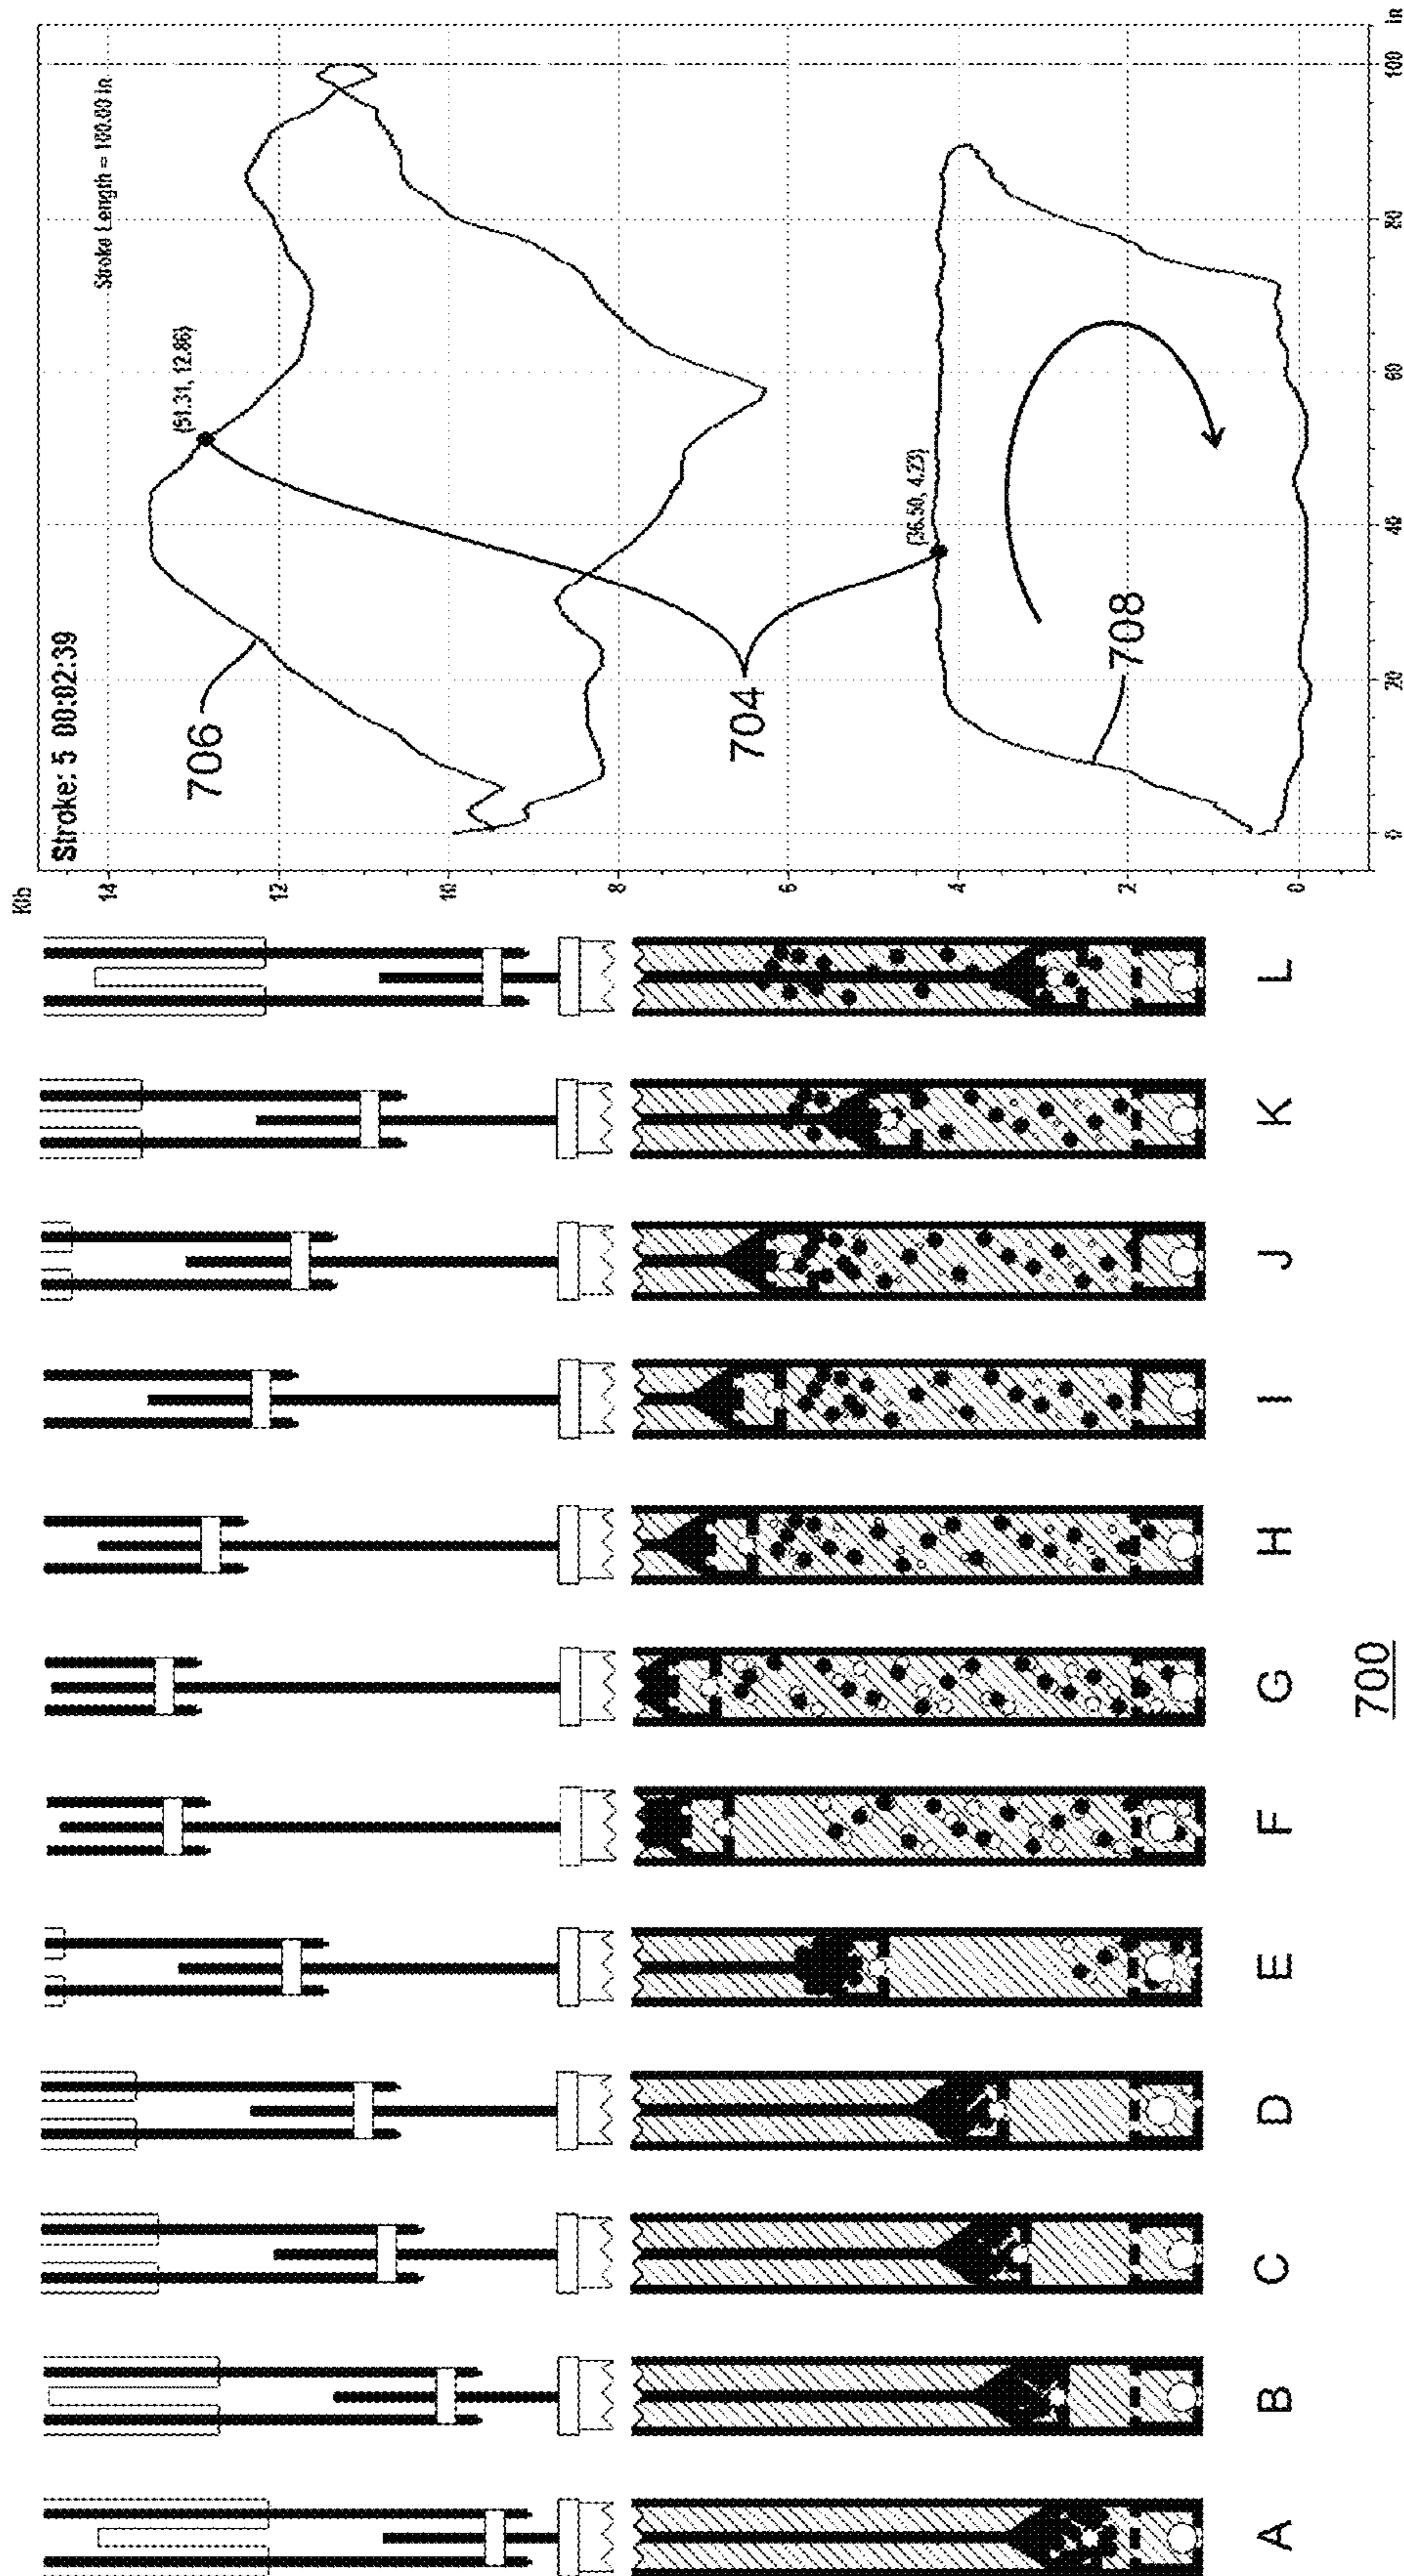 A B C D E F G H I J K L
700
Klb
Stroke: 5 00:02:39
Stroke Length = 100.00 in
(51.31, 12.86)
706
704
(36.50, 4.23)
708
14
12
10
8
6
4
2
0
0 20 40 60 80 100 in